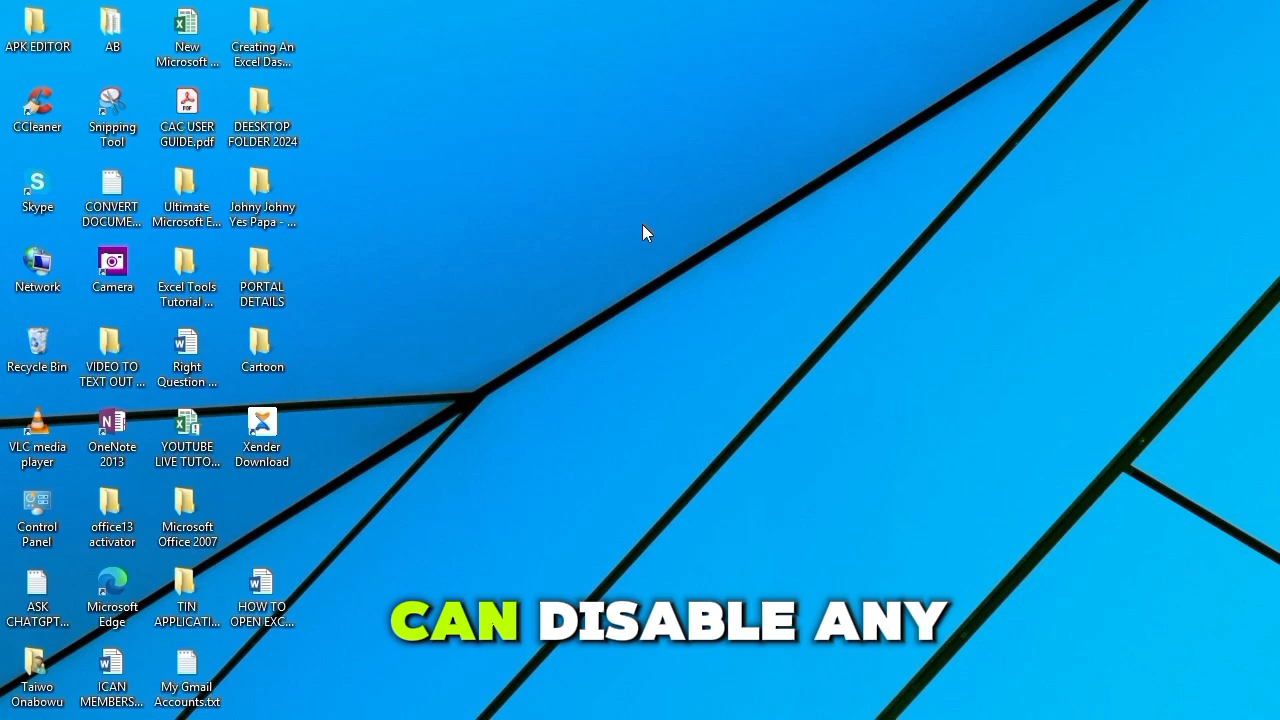 APK EDITOR
AB
New
Microsoft ...
Creating An
Excel Das...
CCleaner
Snipping
Tool
PDF
CAC USER
GUIDE.pdf
DEESKTOP
FOLDER 2024
S
Skype
CONVERT
DOCUME...
Ultimate
Microsoft E...
Johny Johny
Yes Papa - ...
Network
Camera
Excel Tools
Tutorial ...
PORTAL
DETAILS
Recycle Bin
VIDEO TO
TEXT OUT ...
Right
Question ...
Cartoon
VLC media
player
OneNote
2013
YOUTUBE
LIVE TUTO...
Xender
Download
Control
Panel
office13
activator
Microsoft
Office 2007
ASK
CHATGPT...
Microsoft
Edge
TIN
APPLICATI...
HOW TO
OPEN EXC...
CAN DISABLE ANY
Taiwo
Onabowu
ICAN
MEMBERS...
My Gmail
Accounts.txt